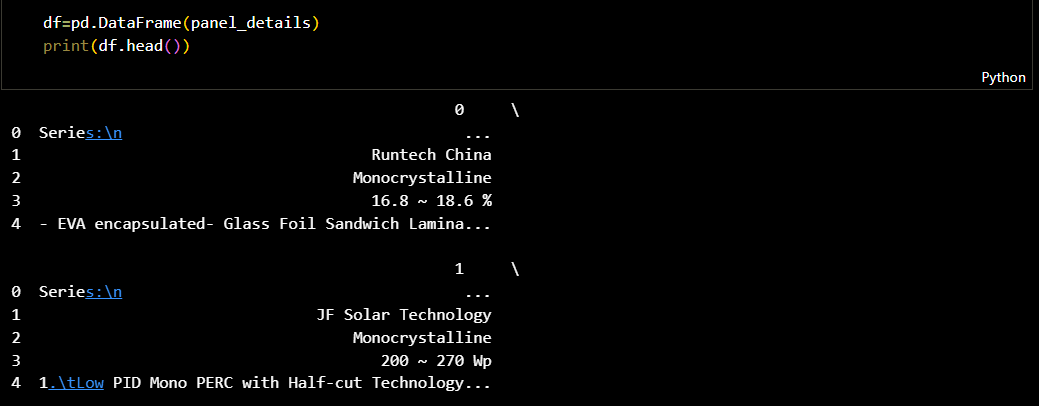 df=pd.DataFrame(panel_details)
print(df.head())
Python
0 \
0 Series:\n ...
1 Runtech China
2 Monocrystalline
3 16.8 ~ 18.6 %
4 - EVA encapsulated- Glass Foil Sandwich Lamina...
1 \
0 Series:\n ...
1 JF Solar Technology
2 Monocrystalline
3 200 ~ 270 Wp
4 1.\tLow PID Mono PERC with Half-cut Technology...